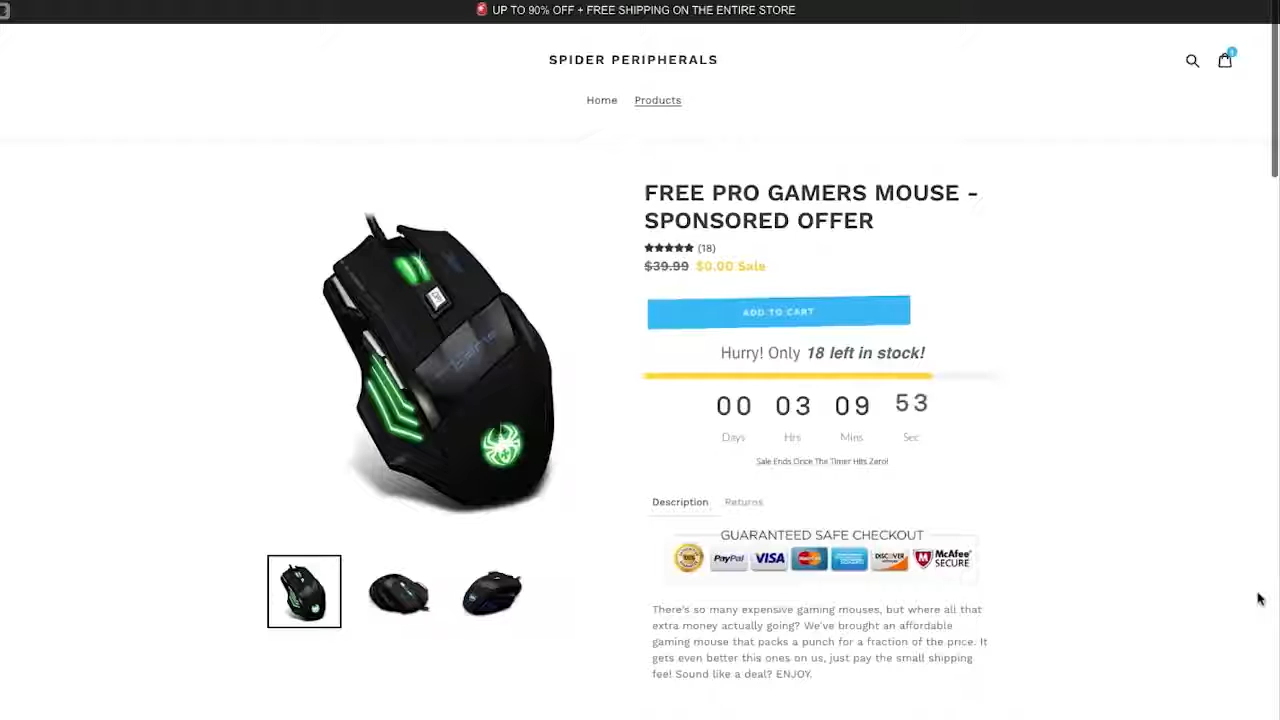 🚨 UP TO 90% OFF + FREE SHIPPING ON THE ENTIRE STORE
SPIDER PERIPHERALS
1
Home Products
FREE PRO GAMERS MOUSE -
SPONSORED OFFER
★★★★★ (18)
$39.99 $0.00 Sale
ADD TO CART
Hurry! Only 18 left in stock!
00 03 09 53
Days Hrs Mins Sec
Sale Ends Once The Timer Hits Zero!
Description Returns
GUARANTEED SAFE CHECKOUT
PayPal VISA DISCOVER McAfee SECURE
There's so many expensive gaming mouses, but where all that
extra money actually going? We've brought an affordable
gaming mouse that packs a punch for a fraction of the price. It
gets even better this ones on us, just pay the small shipping
fee! Sound like a deal? ENJOY.